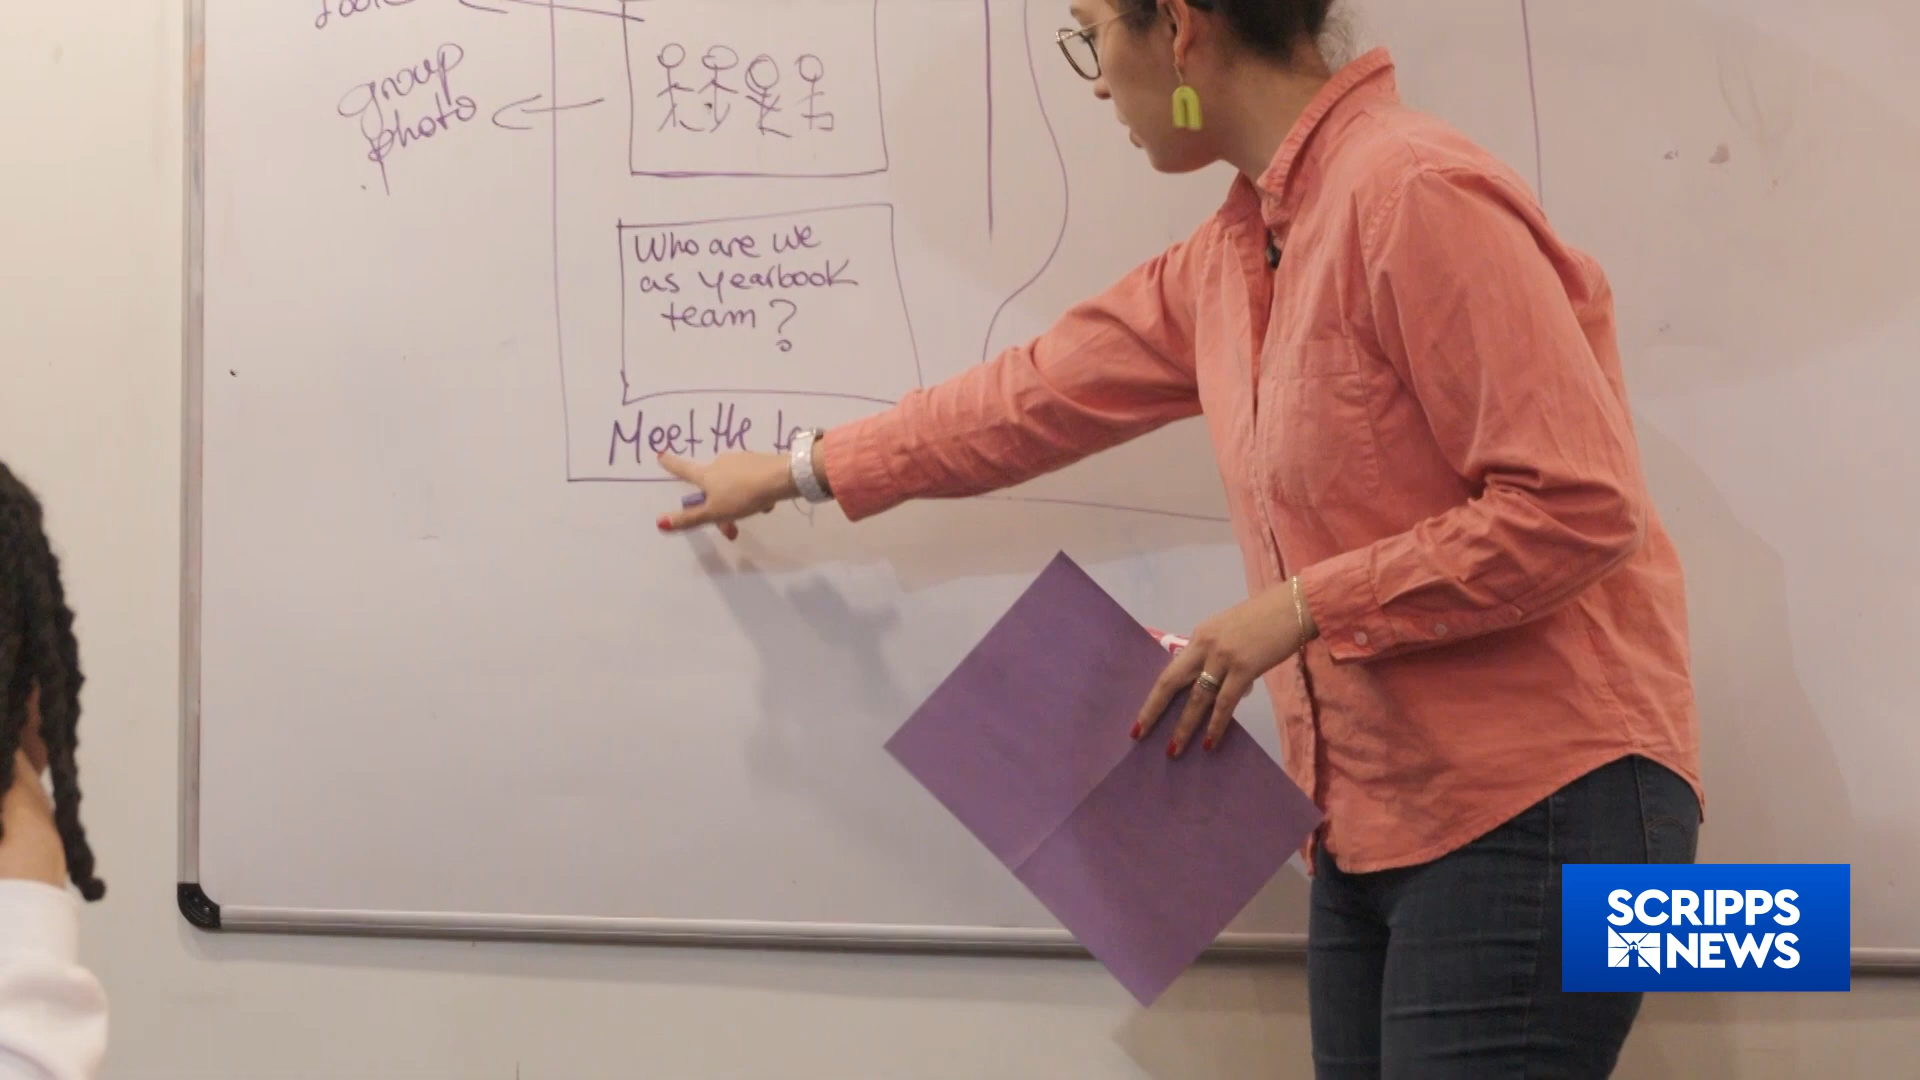 group
photo
Who are we
as yearbook
team?
Meet the
SCRIPPS
NEWS